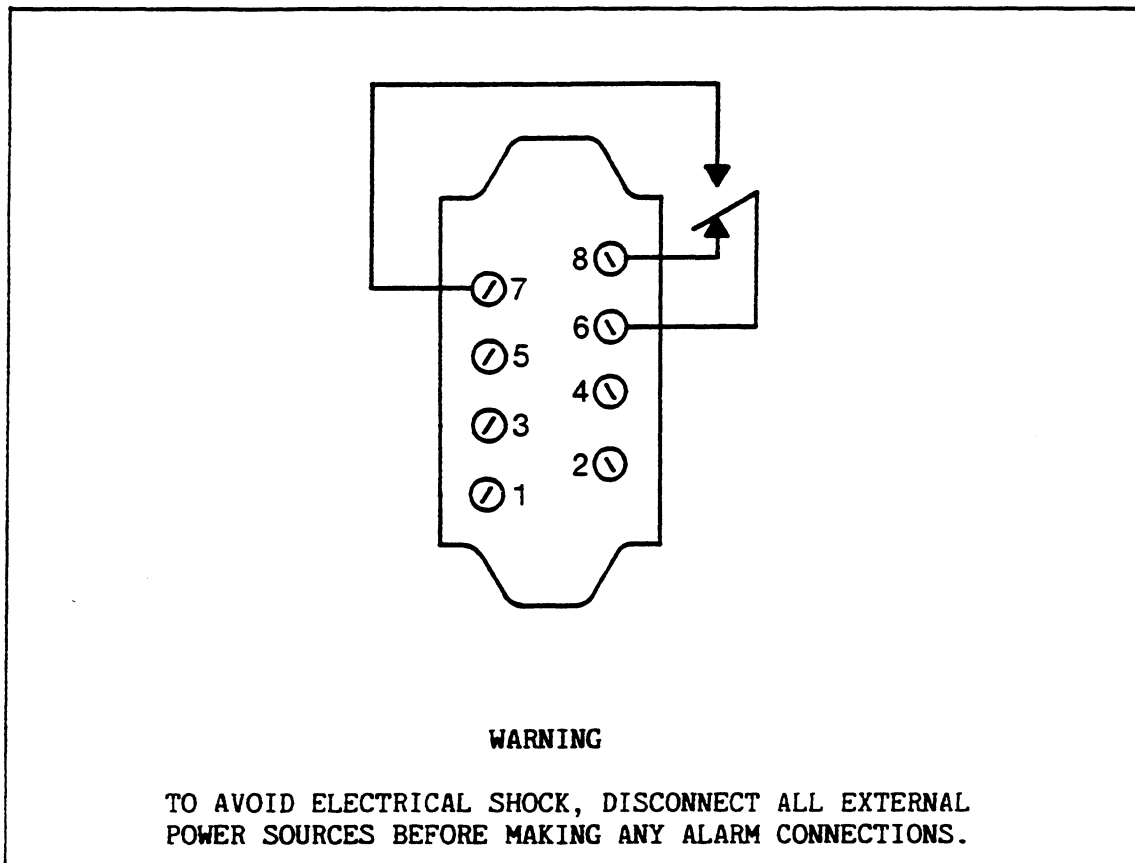 8
7
6
5
4
3
2
1
WARNING
TO AVOID ELECTRICAL SHOCK, DISCONNECT ALL EXTERNAL
POWER SOURCES BEFORE MAKING ANY ALARM CONNECTIONS.